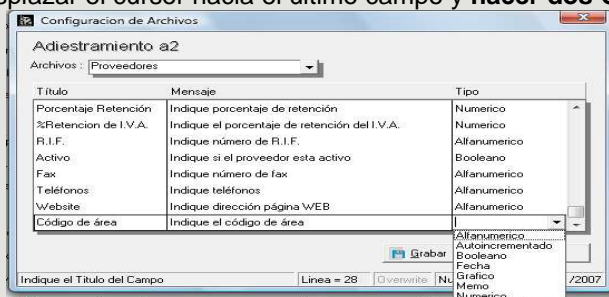 splazar el cursor hacia el último campo y hacer dos c
Configuracion de Archivos
Adiestramiento a2
Archivos : Proveedores
Título Mensaje Tipo
Porcentaje Retención Indique porcentaje de retención Numerico
%Retencion de I.V.A. Indique el porcentaje de retención del I.V.A. Numerico
R.I.F. Indique número de R.I.F. Alfanumerico
Activo Indique si el proveedor esta activo Booleano
Fax Indique número de fax Alfanumerico
Teléfonos Indique teléfonos Alfanumerico
Website Indique dirección página WEB Alfanumerico
Código de área Indique el código de área
Alfanumerico
Autoincrementado
Booleano
Fecha
Grafico
Memo
Numerico
Grabar
Indique el Titulo del Campo Linea = 28 Overwrite Nu /2007